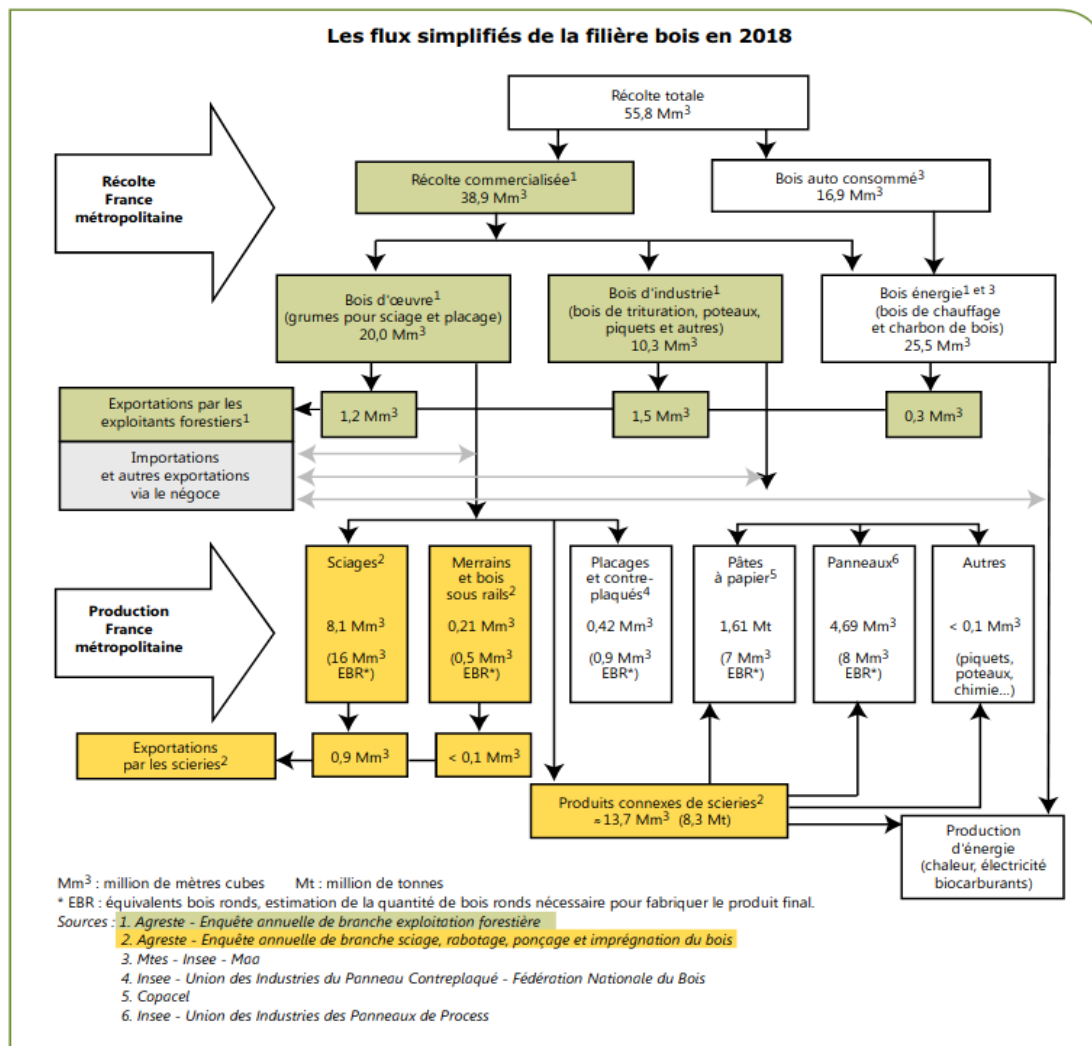 Les flux simplifiés de la filière bois en 2018
Récolte totale
55,8 Mm³
Récolte
France
métropolitaine
Récolte commercialisée¹
38,9 Mm³
Bois auto consommé³
16,9 Mm³
Bois d'œuvre¹
(grumes pour sciage et placage)
20,0 Mm³
Bois d'industrie¹
(bois de trituration, poteaux,
piquets et autres)
10,3 Mm³
Bois énergie¹ ᵉᵗ ³
(bois de chauffage
et charbon de bois)
25,5 Mm³
Exportations par les
exploitants forestiers¹
1,2 Mm³
1,5 Mm³
0,3 Mm³
Importations
et autres exportations
via le négoce
Production
France
métropolitaine
Sciages²
8,1 Mm³
(16 Mm³
EBR*)
Merrains
et bois
sous rails²
0,21 Mm³
(0,5 Mm³
EBR*)
Placages
et contre-
plaqués⁴
0,42 Mm³
(0,9 Mm³
EBR*)
Pâtes
à papier⁵
1,61 Mt
(7 Mm³
EBR*)
Panneaux⁶
4,69 Mm³
(8 Mm³
EBR*)
Autres
< 0,1 Mm³
(piquets,
poteaux,
chimie...)
Exportations
par les scieries²
0,9 Mm³
< 0,1 Mm³
Produits connexes de scieries²
≈ 13,7 Mm³ (8,3 Mt)
Production
d'énergie
(chaleur, électricité
biocarburants)
Mm³ : million de mètres cubes Mt : million de tonnes
* EBR : équivalents bois ronds, estimation de la quantité de bois ronds nécessaire pour fabriquer le produit final.
Sources : 1. Agreste - Enquête annuelle de branche exploitation forestière
2. Agreste - Enquête annuelle de branche sciage, rabotage, ponçage et imprégnation du bois
3. Mtes - Insee - Maa
4. Insee - Union des Industries du Panneau Contreplaqué - Fédération Nationale du Bois
5. Copacel
6. Insee - Union des Industries des Panneaux de Process